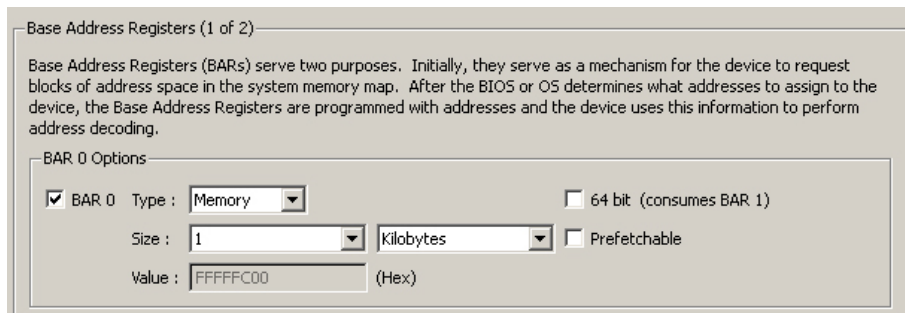 Base Address Registers (1 of 2)
Base Address Registers (BARs) serve two purposes.  Initially, they serve as a mechanism for the device to request
blocks of address space in the system memory map.  After the BIOS or OS determines what addresses to assign to the
device, the Base Address Registers are programmed with addresses and the device uses this information to perform
address decoding.
BAR 0 Options
BAR 0 Type : Memory 64 bit (consumes BAR 1)
Size : 1 Kilobytes Prefetchable
Value : FFFFFC00 (Hex)